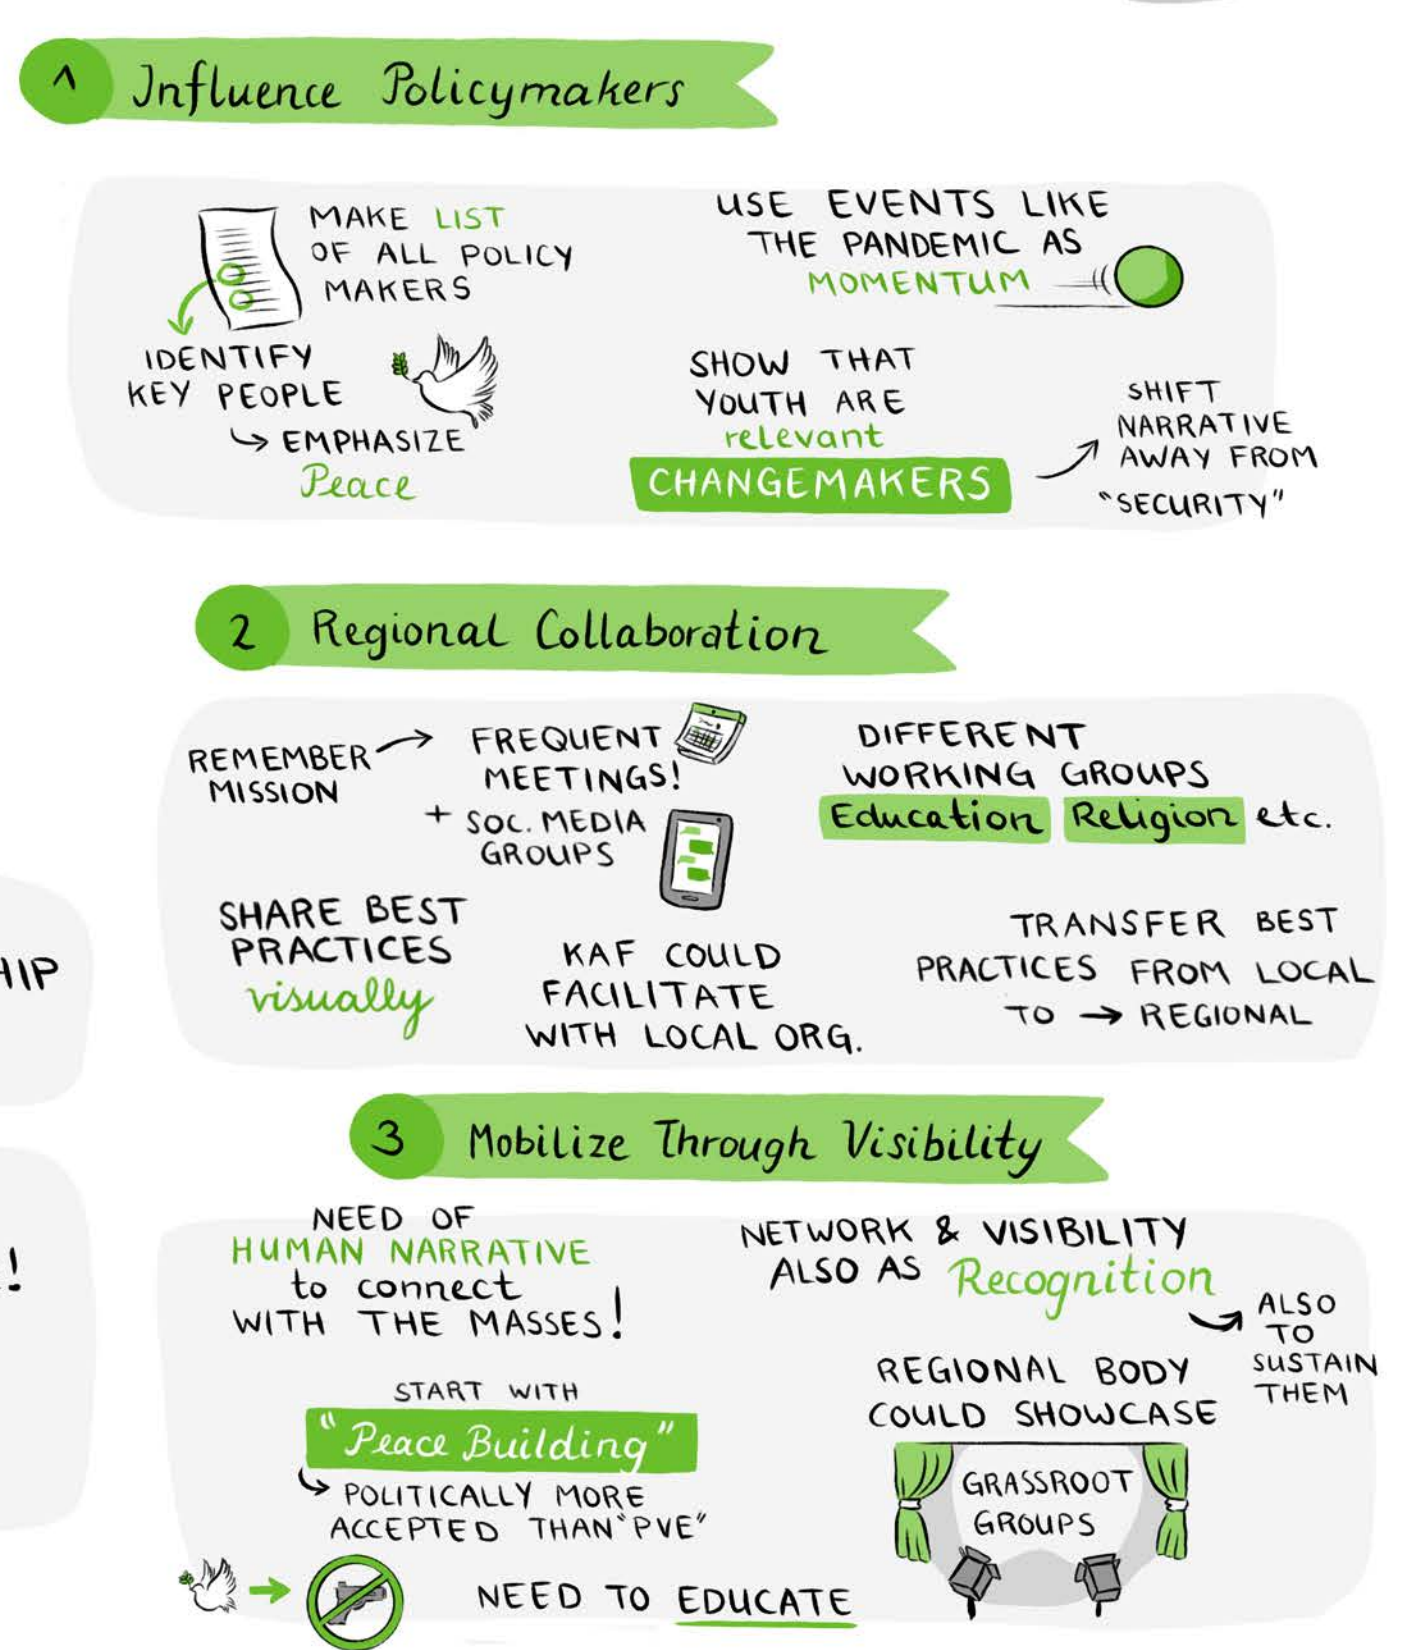 1 Influence Policymakers
MAKE LIST
OF ALL POLICY
MAKERS
IDENTIFY
KEY PEOPLE
EMPHASIZE
Peace
USE EVENTS LIKE
THE PANDEMIC AS
MOMENTUM
SHOW THAT
YOUTH ARE
relevant
CHANGEMAKERS
SHIFT
NARRATIVE
AWAY FROM
"SECURITY"
2 Regional Collaboration
REMEMBER
MISSION
FREQUENT
MEETINGS!
+ SOC. MEDIA
GROUPS
DIFFERENT
WORKING GROUPS
Education Religion etc.
SHARE BEST
PRACTICES
visually
KAF COULD
FACILITATE
WITH LOCAL ORG.
TRANSFER BEST
PRACTICES FROM LOCAL
TO → REGIONAL
HIP
!
3 Mobilize Through Visibility
NEED OF
HUMAN NARRATIVE
to connect
WITH THE MASSES!
START WITH
"Peace Building"
POLITICALLY MORE
ACCEPTED THAN "PVE"
NEED TO EDUCATE
NETWORK & VISIBILITY
ALSO AS Recognition
ALSO
TO
SUSTAIN
THEM
REGIONAL BODY
COULD SHOWCASE
GRASSROOT
GROUPS